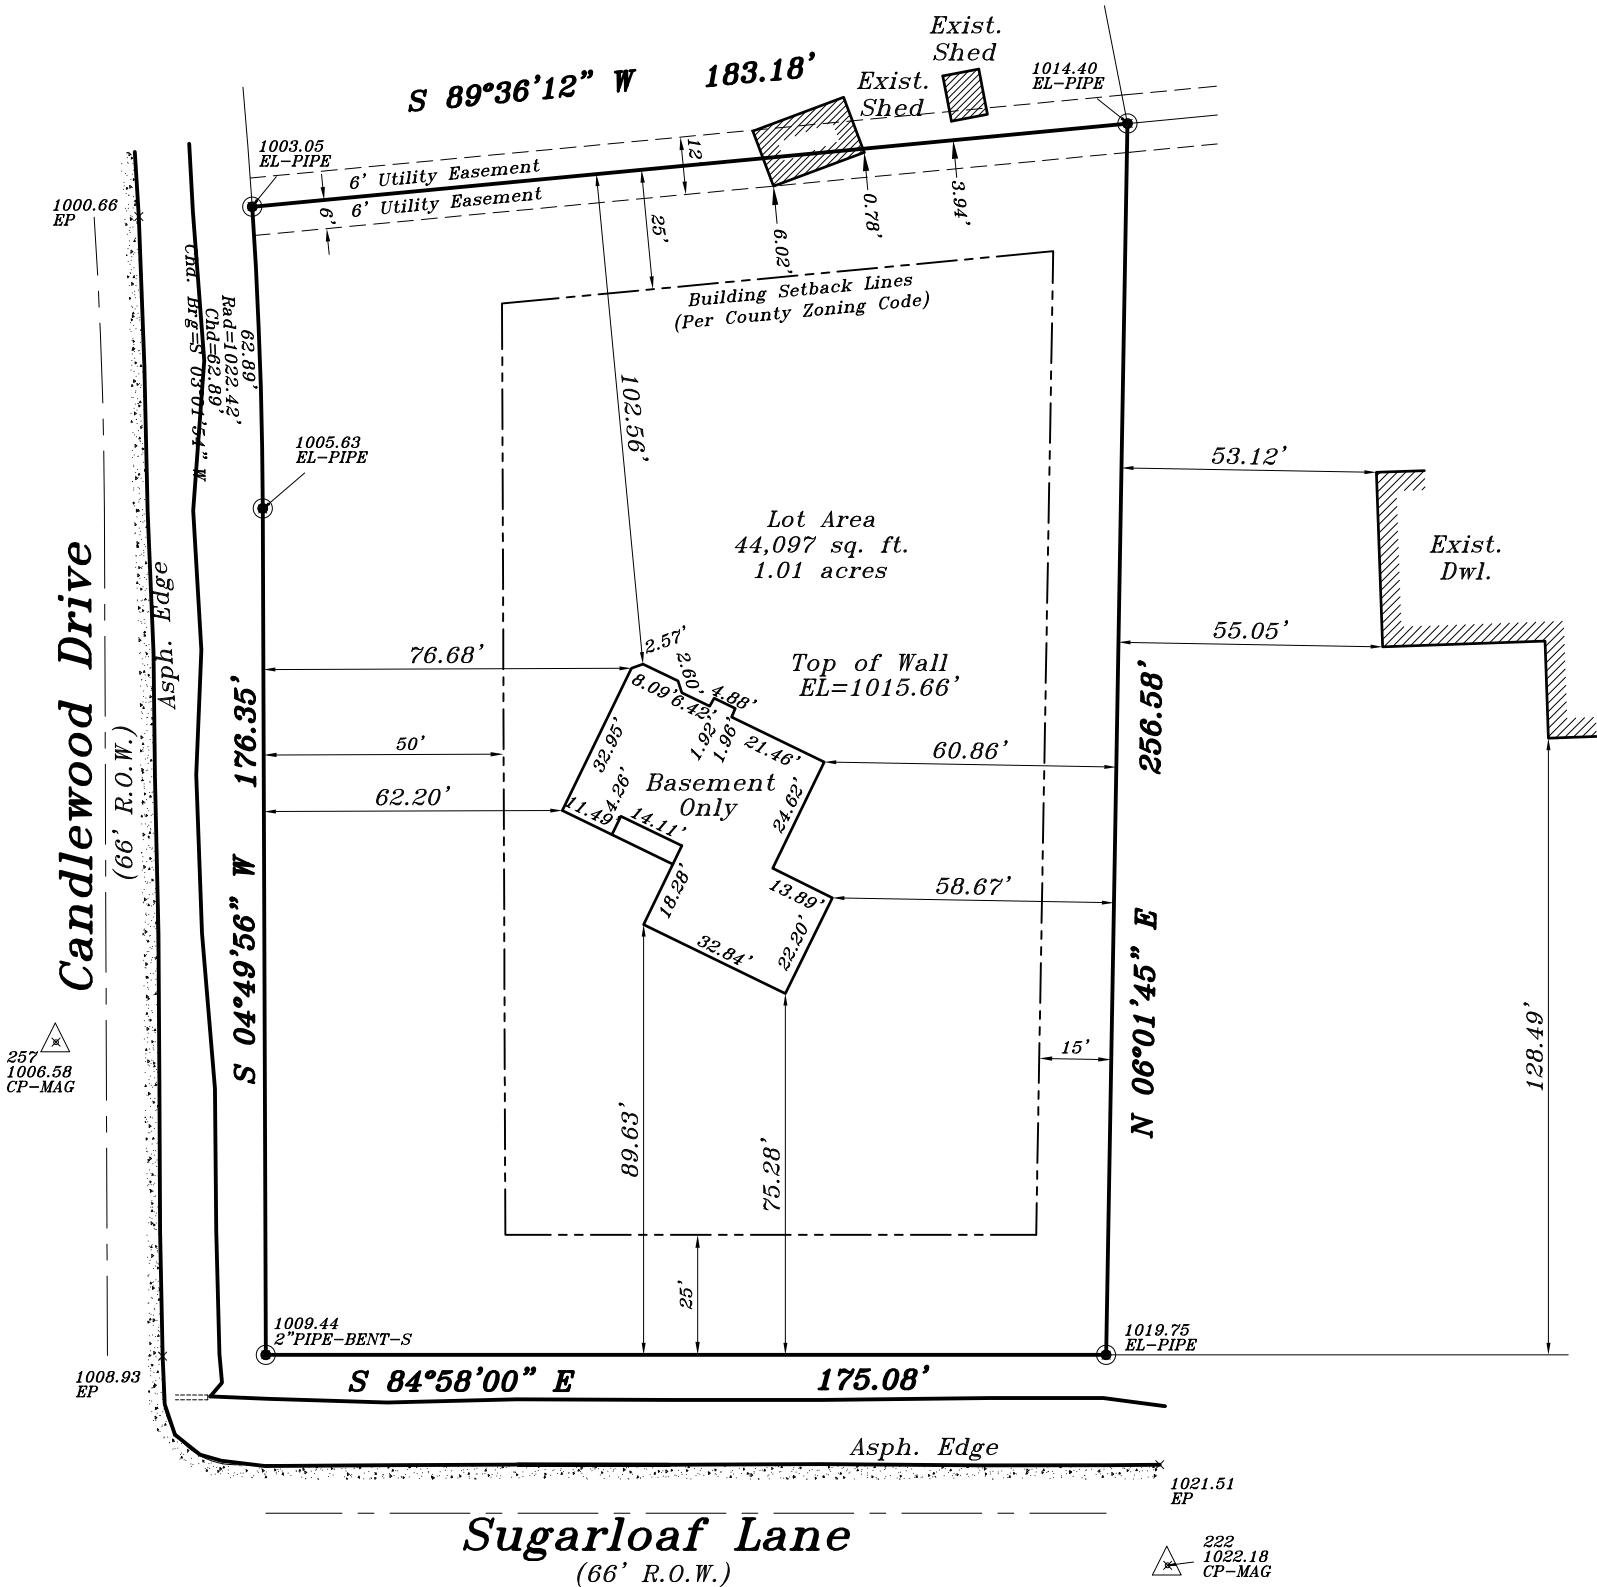 Exist.
Shed
Exist.
Shed
1014.40
EL-PIPE
S 89°36'12" W 183.18'
1003.05
EL-PIPE
6' Utility Easement
6' Utility Easement
12
6'
25'
6.02'
0.78'
3.94'
1000.66
EP
Building Setback Lines
(Per County Zoning Code)
62.89'
Rad=1022.42'
Chd=62.89'
Chd. Brg=S 03°01'54" W
102.56'
1005.63
EL-PIPE
53.12'
Exist.
Dwl.
Lot Area
44,097 sq. ft.
1.01 acres
Candlewood Drive
(66' R.O.W.)
Asph. Edge
55.05'
76.68'
2.57'
2.60'
8.09'
6.42'
4.88'
1.92'
1.96'
21.46'
Top of Wall
EL=1015.66'
32.95'
50'
60.86'
Basement
Only
62.20'
11.49'
4.26'
14.11'
24.62'
18.28'
13.89'
58.67'
32.84'
22.20'
S 04°49'56" W 176.35'
N 06°01'45" E 256.58'
15'
128.49'
257
1006.58
CP-MAG
89.63'
75.28'
25'
1009.44
2"PIPE-BENT-S
1019.75
EL-PIPE
1008.93
EP
S 84°58'00" E 175.08'
Asph. Edge
1021.51
EP
Sugarloaf Lane
(66' R.O.W.)
222
1022.18
CP-MAG